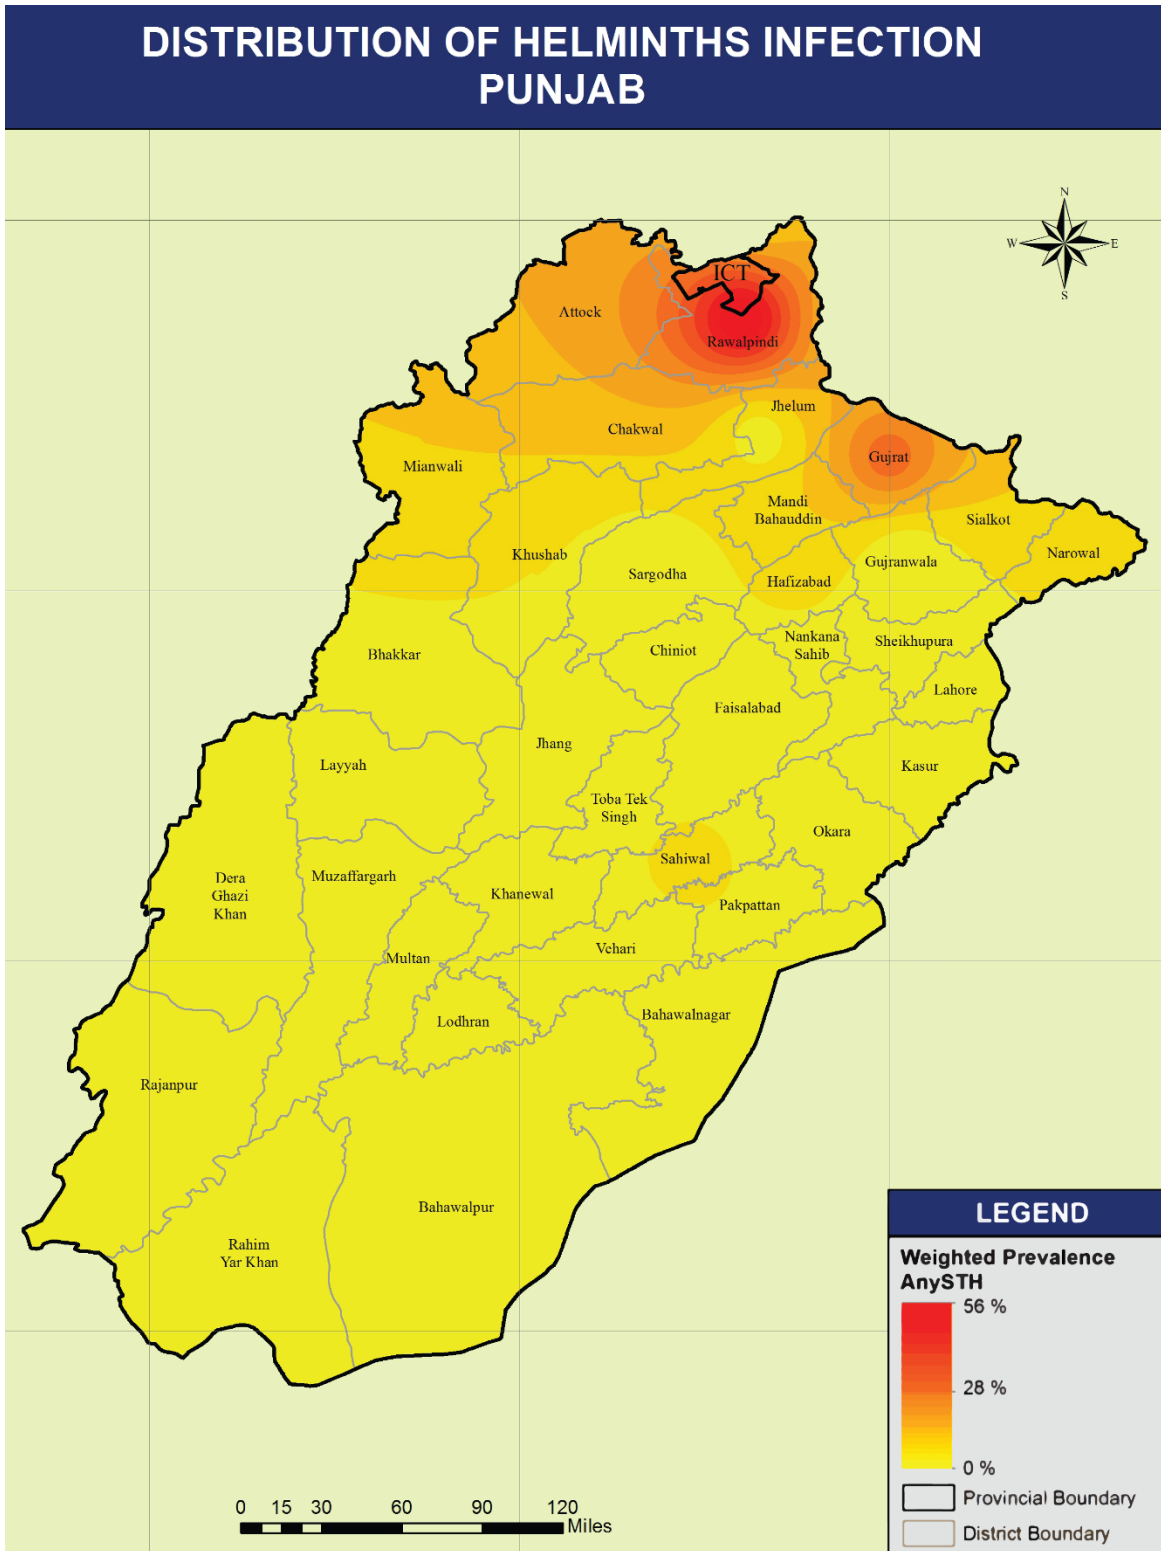 DISTRIBUTION OF HELMINTHS INFECTION
PUNJAB
N
W
E
S
ICT
Attock
Rawalpindi
Jhelum
Chakwal
Gujrat
Mianwali
Mandi
Bahauddin
Sialkot
Khushab
Narowal
Gujranwala
Sargodha
Hafizabad
Nankana
Sahib
Sheikhupura
Chiniot
Bhakkar
Lahore
Faisalabad
Jhang
Layyah
Kasur
Toba Tek
Singh
Okara
Sahiwal
Dera
Ghazi
Khan
Muzaffargarh
Khanewal
Pakpattan
Vehari
Multan
Lodhran
Bahawalnagar
Rajanpur
Bahawalpur
Rahim
Yar Khan
LEGEND
Weighted Prevalence
AnySTH
56 %
28 %
0 %
Provincial Boundary
District Boundary
0 15 30 60 90 120
Miles